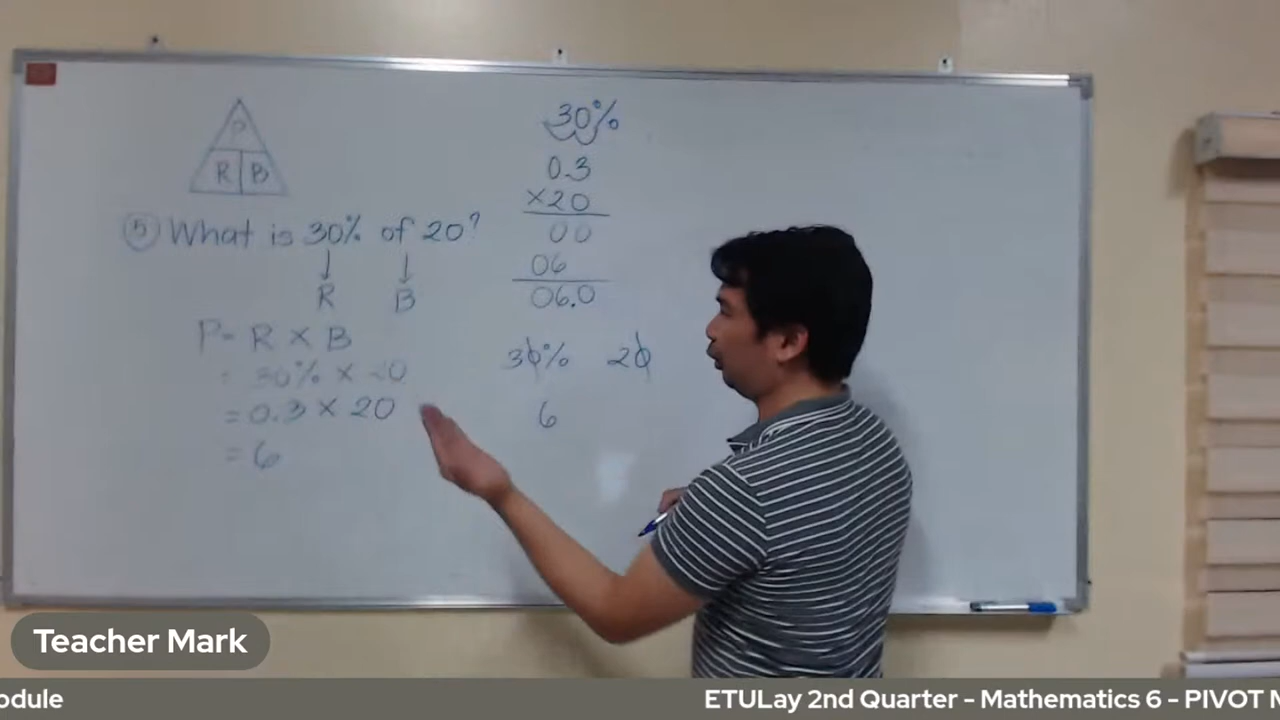 P
R B
⑤ What is 30% of 20?
R B
P = R × B
= 30% × 20
= 0.3 × 20
= 6
30%
0.3
×20
00
06
06.0
30% 20
6
Teacher Mark
odule
ETULay 2nd Quarter - Mathematics 6 - PIVOT M